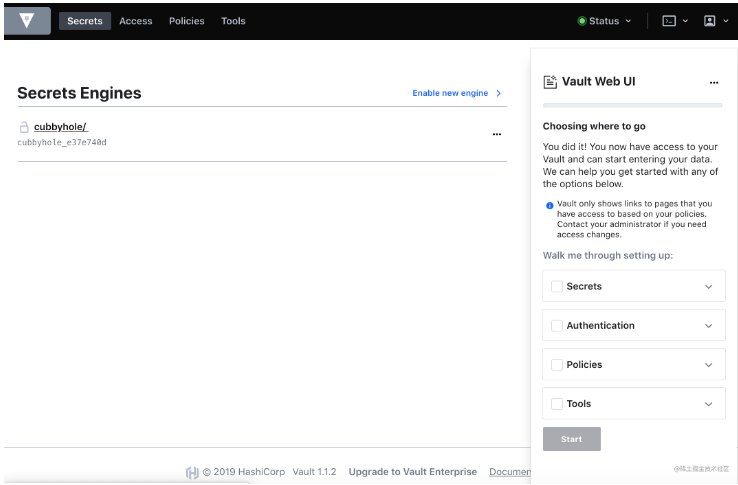 Secrets Access Policies Tools Status
Secrets Engines
Enable new engine
cubbyhole/
cubbyhole_e37e740d
Vault Web UI
Choosing where to go
You did it! You now have access to your
Vault and can start entering your data.
We can help you get started with any of
the options below.
Vault only shows links to pages that you
have access to based on your policies.
Contact your administrator if you need
access changes.
Walk me through setting up:
Secrets
Authentication
Policies
Tools
Start
© 2019 HashiCorp Vault 1.1.2 Upgrade to Vault Enterprise Documen
@稀土掘金技术社区